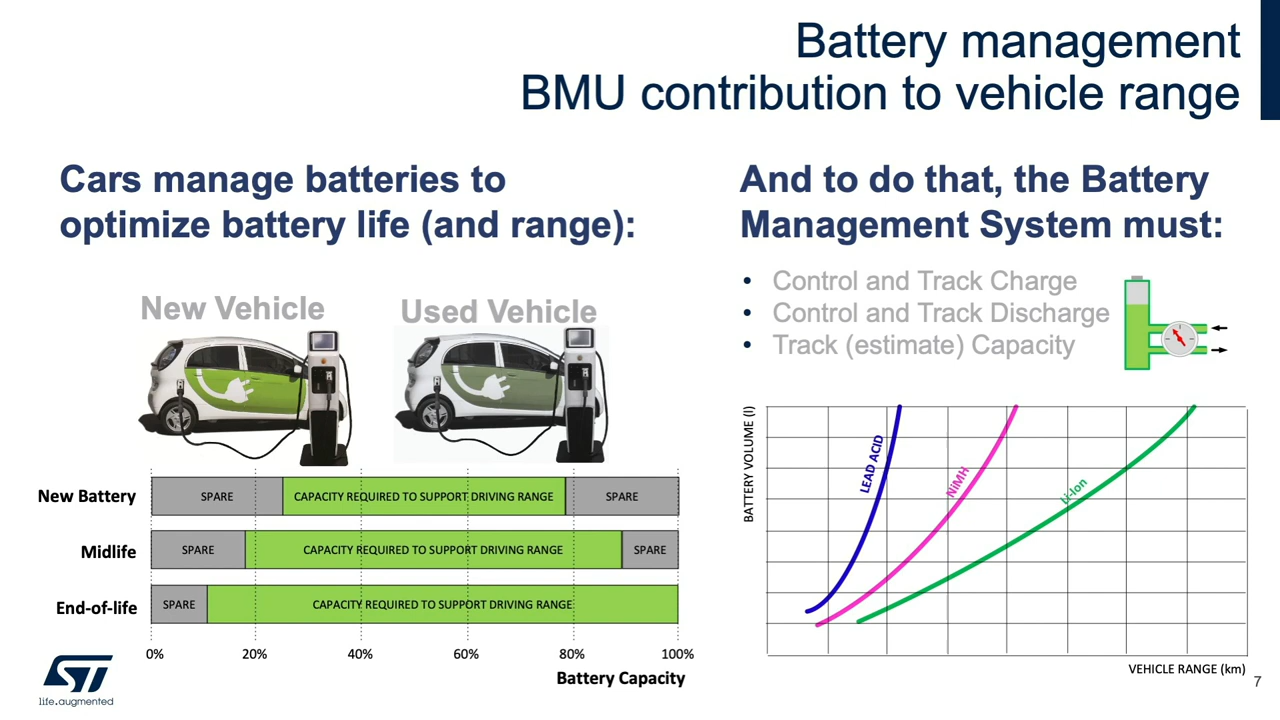 Battery management
BMU contribution to vehicle range
Cars manage batteries to
optimize battery life (and range):
New Vehicle
Used Vehicle
New Battery
SPARE
CAPACITY REQUIRED TO SUPPORT DRIVING RANGE
SPARE
Midlife
SPARE
CAPACITY REQUIRED TO SUPPORT DRIVING RANGE
SPARE
End-of-life
SPARE
CAPACITY REQUIRED TO SUPPORT DRIVING RANGE
0%
20%
40%
60%
80%
100%
Battery Capacity
And to do that, the Battery
Management System must:
• Control and Track Charge
• Control and Track Discharge
• Track (estimate) Capacity
BATTERY VOLUME (l)
LEAD ACID
NiMH
Li-Ion
VEHICLE RANGE (km)
ST
life.augmented
7